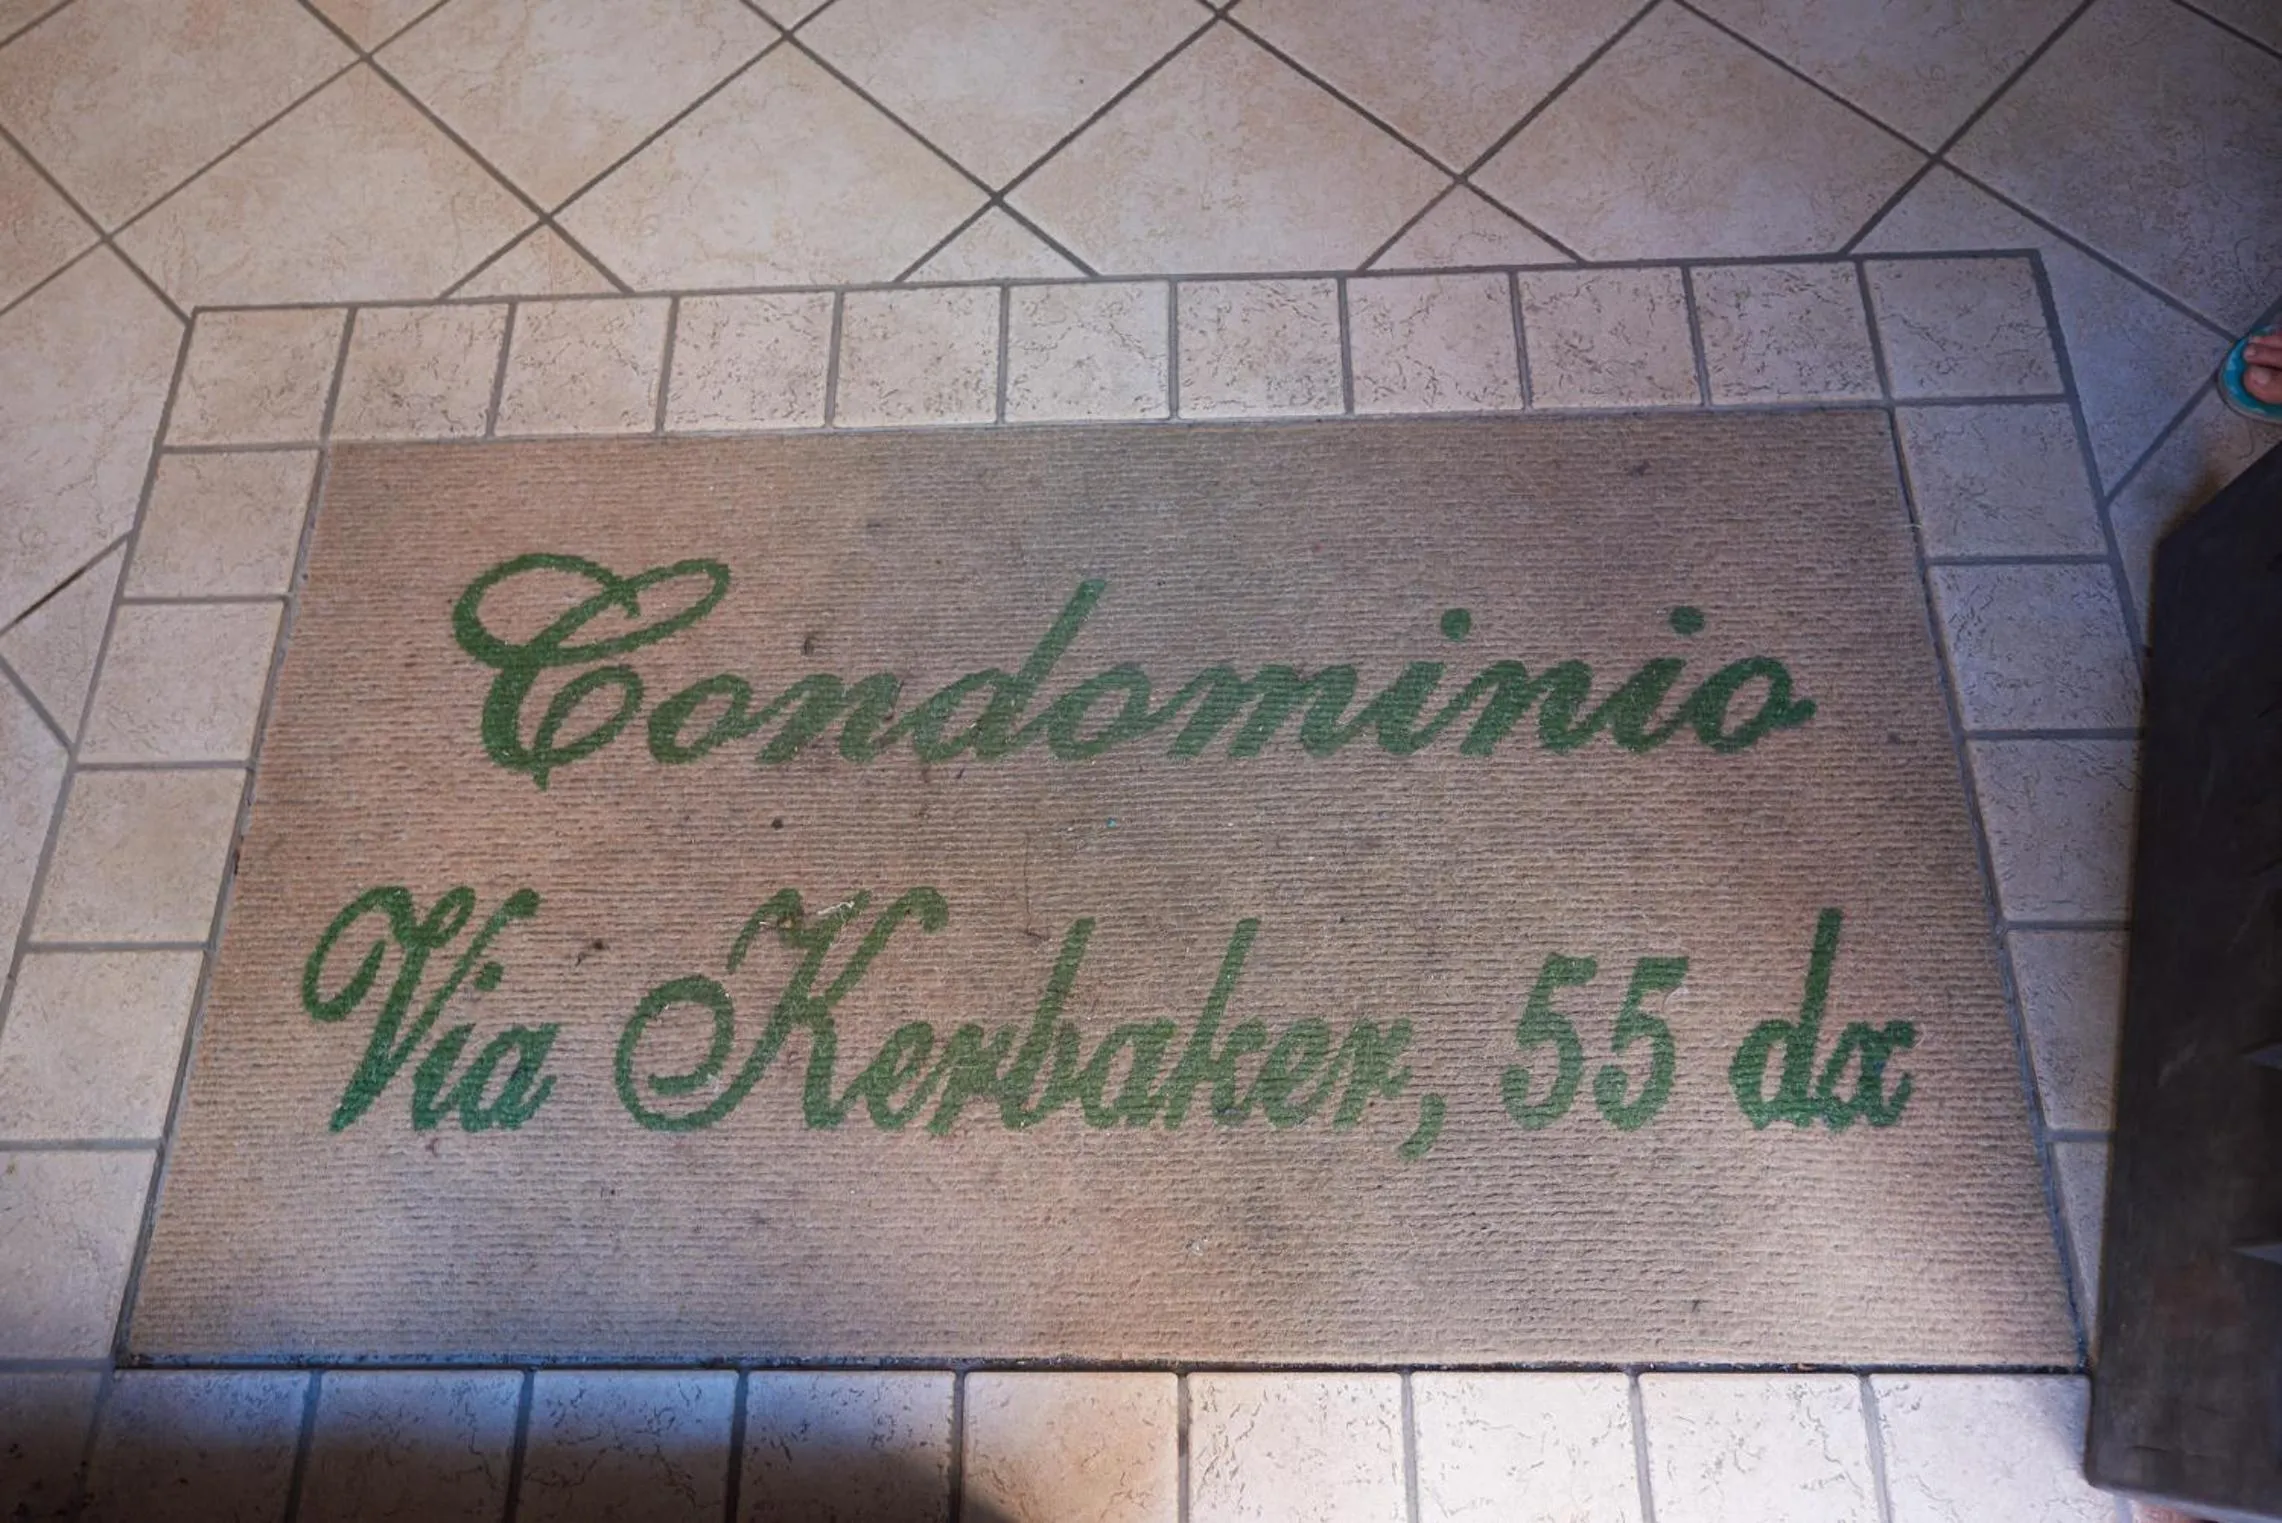 Condominio
Via Kerbaker, 55 dx